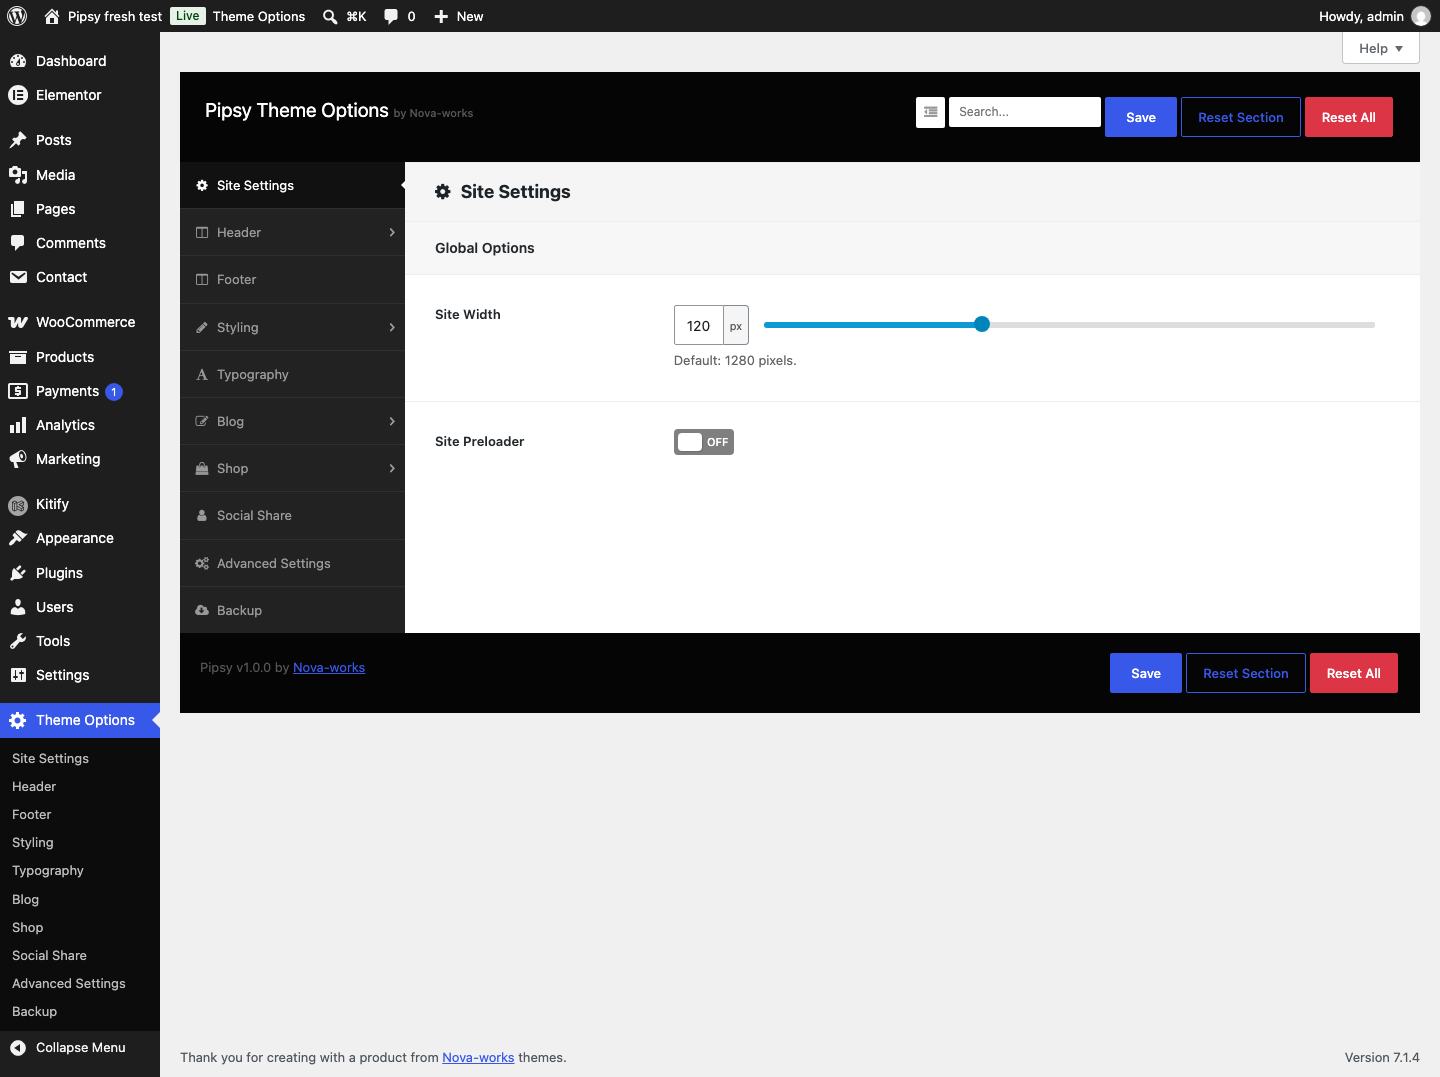 Pipsy fresh test
Live
Theme Options
⌘K
0
New
Howdy, admin
Help
Dashboard
Elementor
Posts
Media
Pages
Comments
Contact
WooCommerce
Products
Payments 1
Analytics
Marketing
Kitify
Appearance
Plugins
Users
Tools
Settings
Theme Options
Site Settings
Header
Footer
Styling
Typography
Blog
Shop
Social Share
Advanced Settings
Backup
Collapse Menu
Pipsy Theme Options by Nova-works
Search...
Save
Reset Section
Reset All
Site Settings
Header
Footer
Styling
Typography
Blog
Shop
Social Share
Advanced Settings
Backup
Site Settings
Global Options
Site Width
120
px
Default: 1280 pixels.
Site Preloader
OFF
Pipsy v1.0.0 by Nova-works
Save
Reset Section
Reset All
Thank you for creating with a product from Nova-works themes.
Version 7.1.4